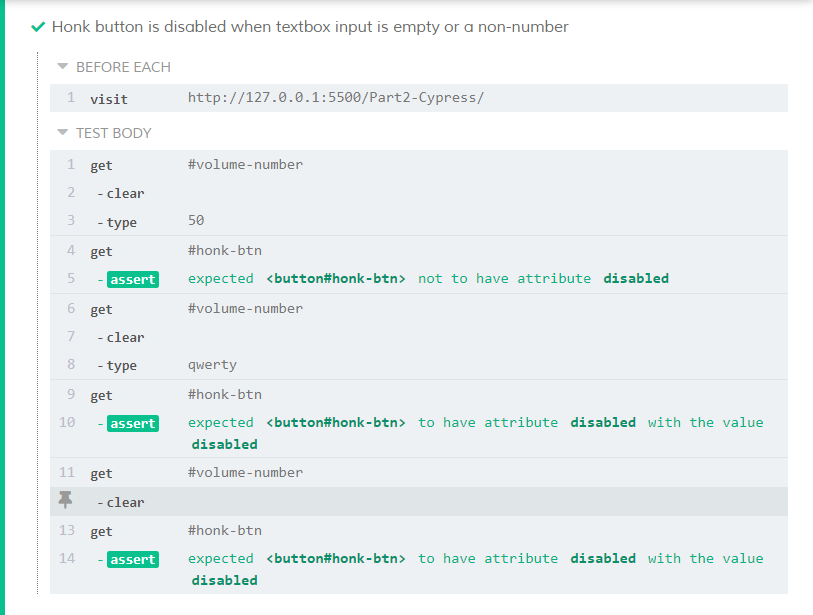 Honk button is disabled when textbox input is empty or a non-number
BEFORE EACH
1 visit http://127.0.0.1:5500/Part2-Cypress/
TEST BODY
1 get #volume-number
2 -clear
3 -type 50
4 get #honk-btn
5 -assert expected <button#honk-btn> not to have attribute disabled
6 get #volume-number
7 -clear
8 -type qwerty
9 get #honk-btn
10 -assert expected <button#honk-btn> to have attribute disabled with the value
disabled
11 get #volume-number
-clear
13 get #honk-btn
14 -assert expected <button#honk-btn> to have attribute disabled with the value
disabled